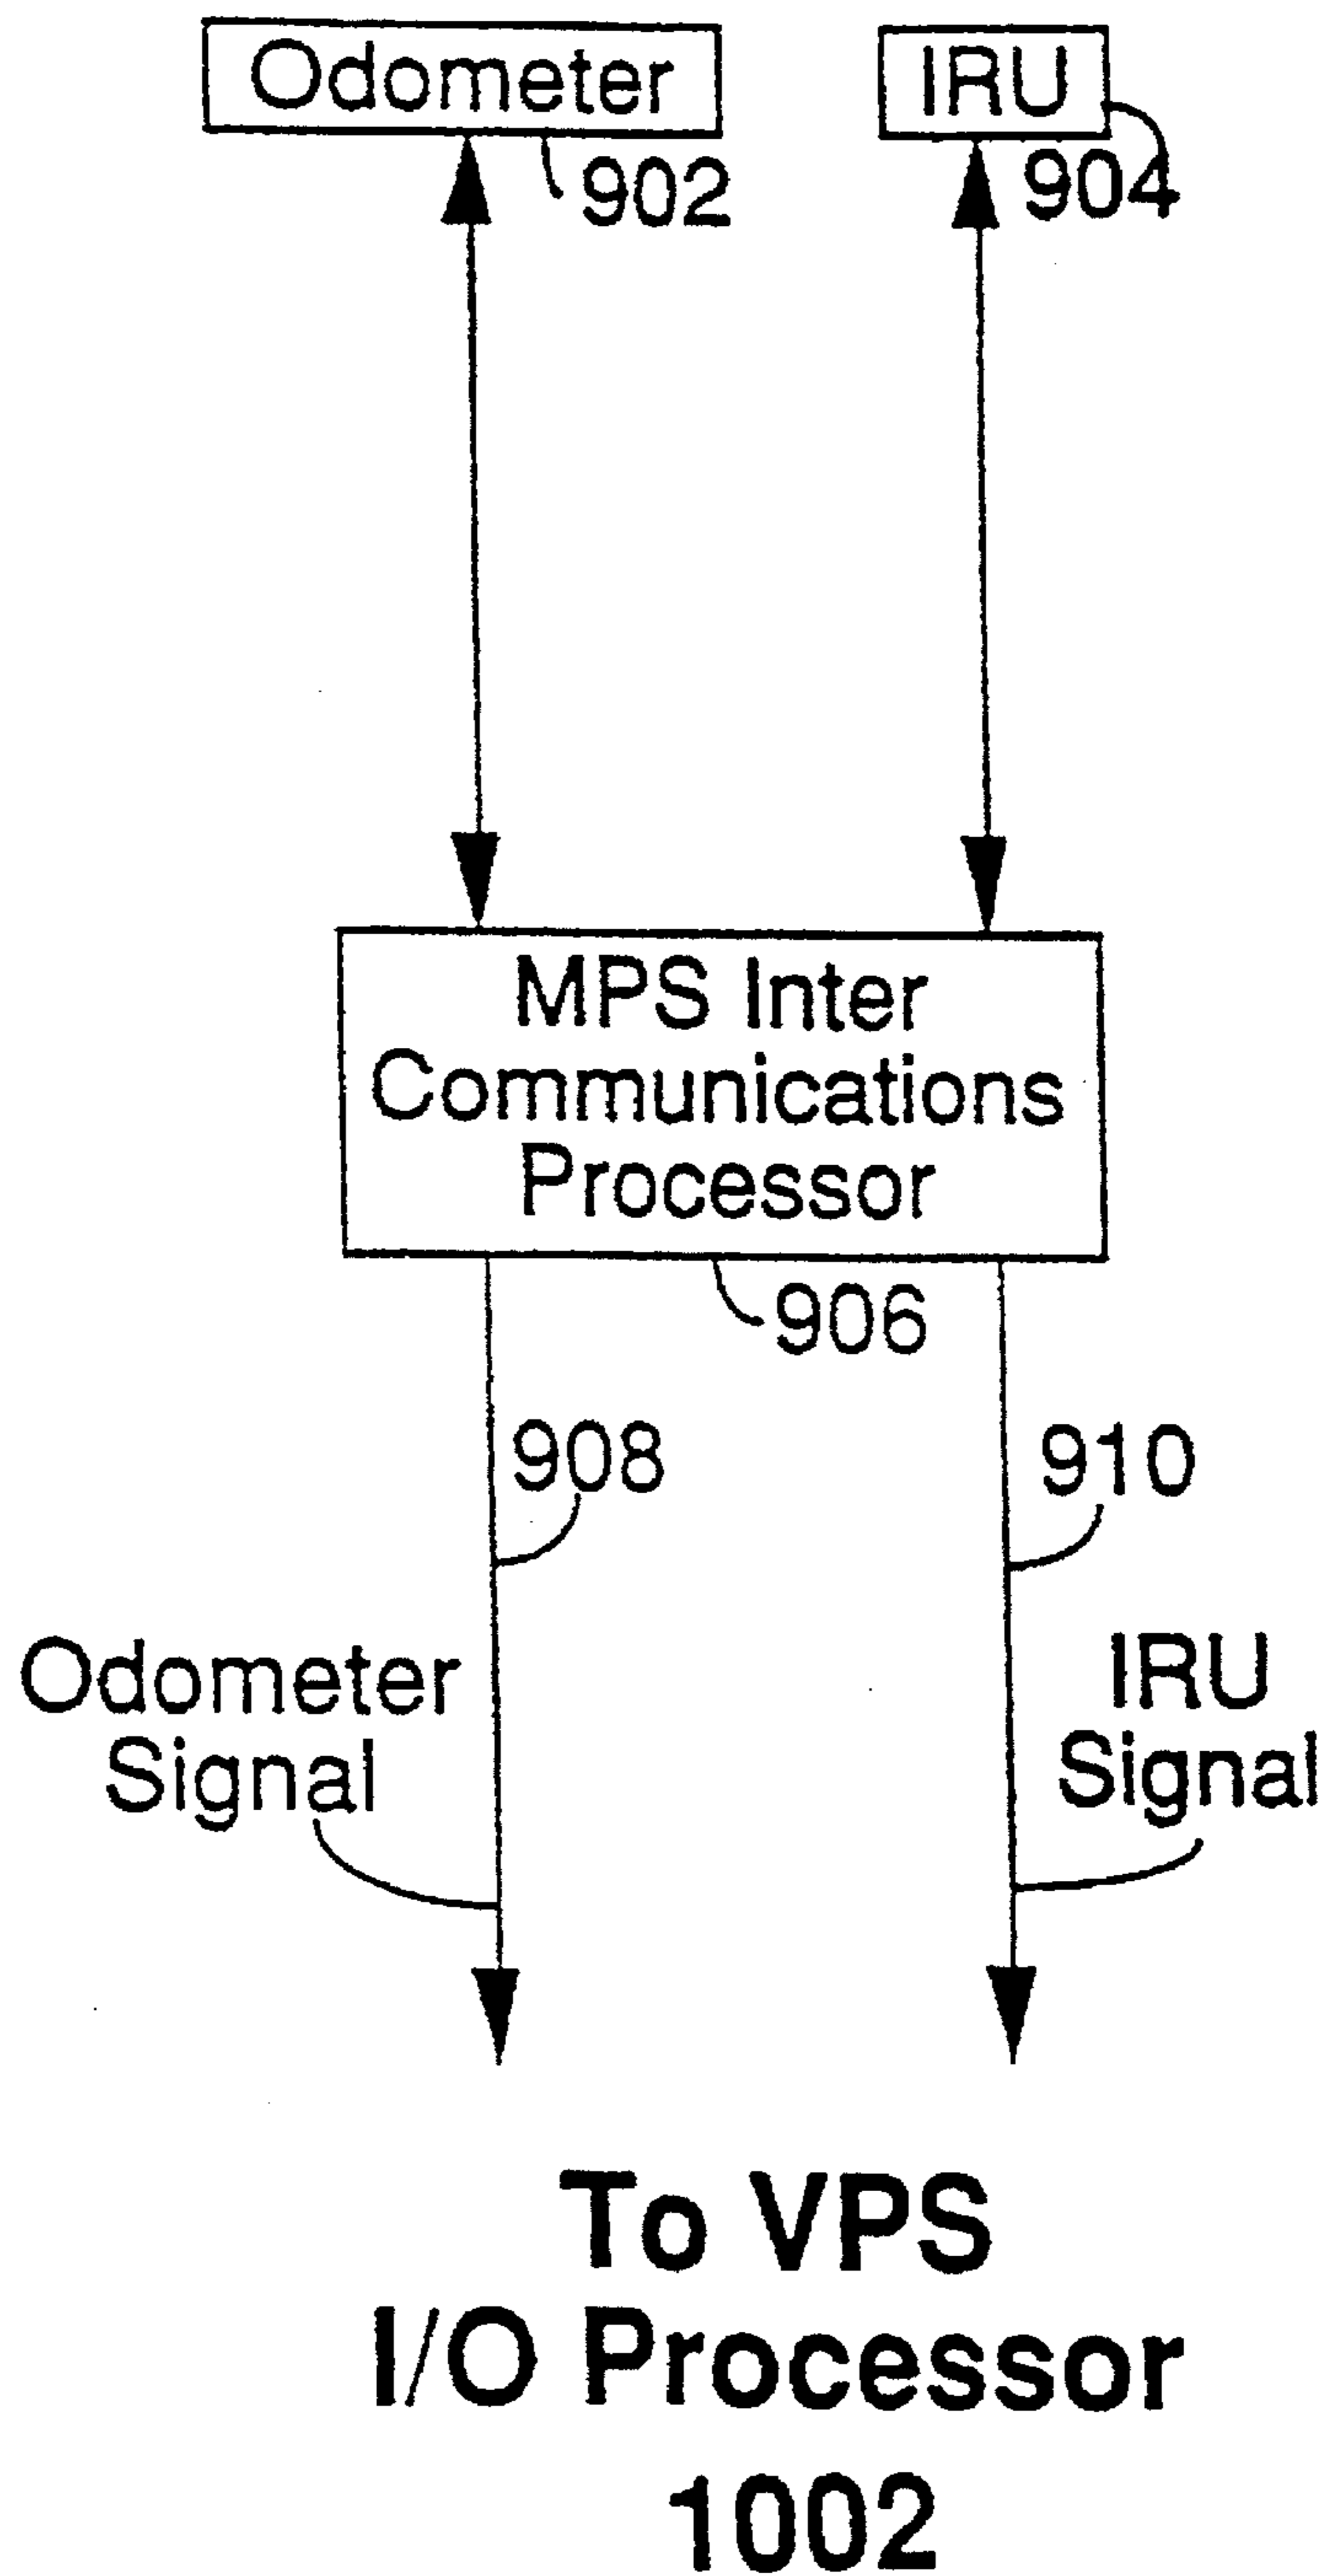 Odometer
IRU
902
904
MPS Inter
Communications
Processor
906
908
910
Odometer
Signal
IRU
Signal
To VPS
I/O Processor
1002